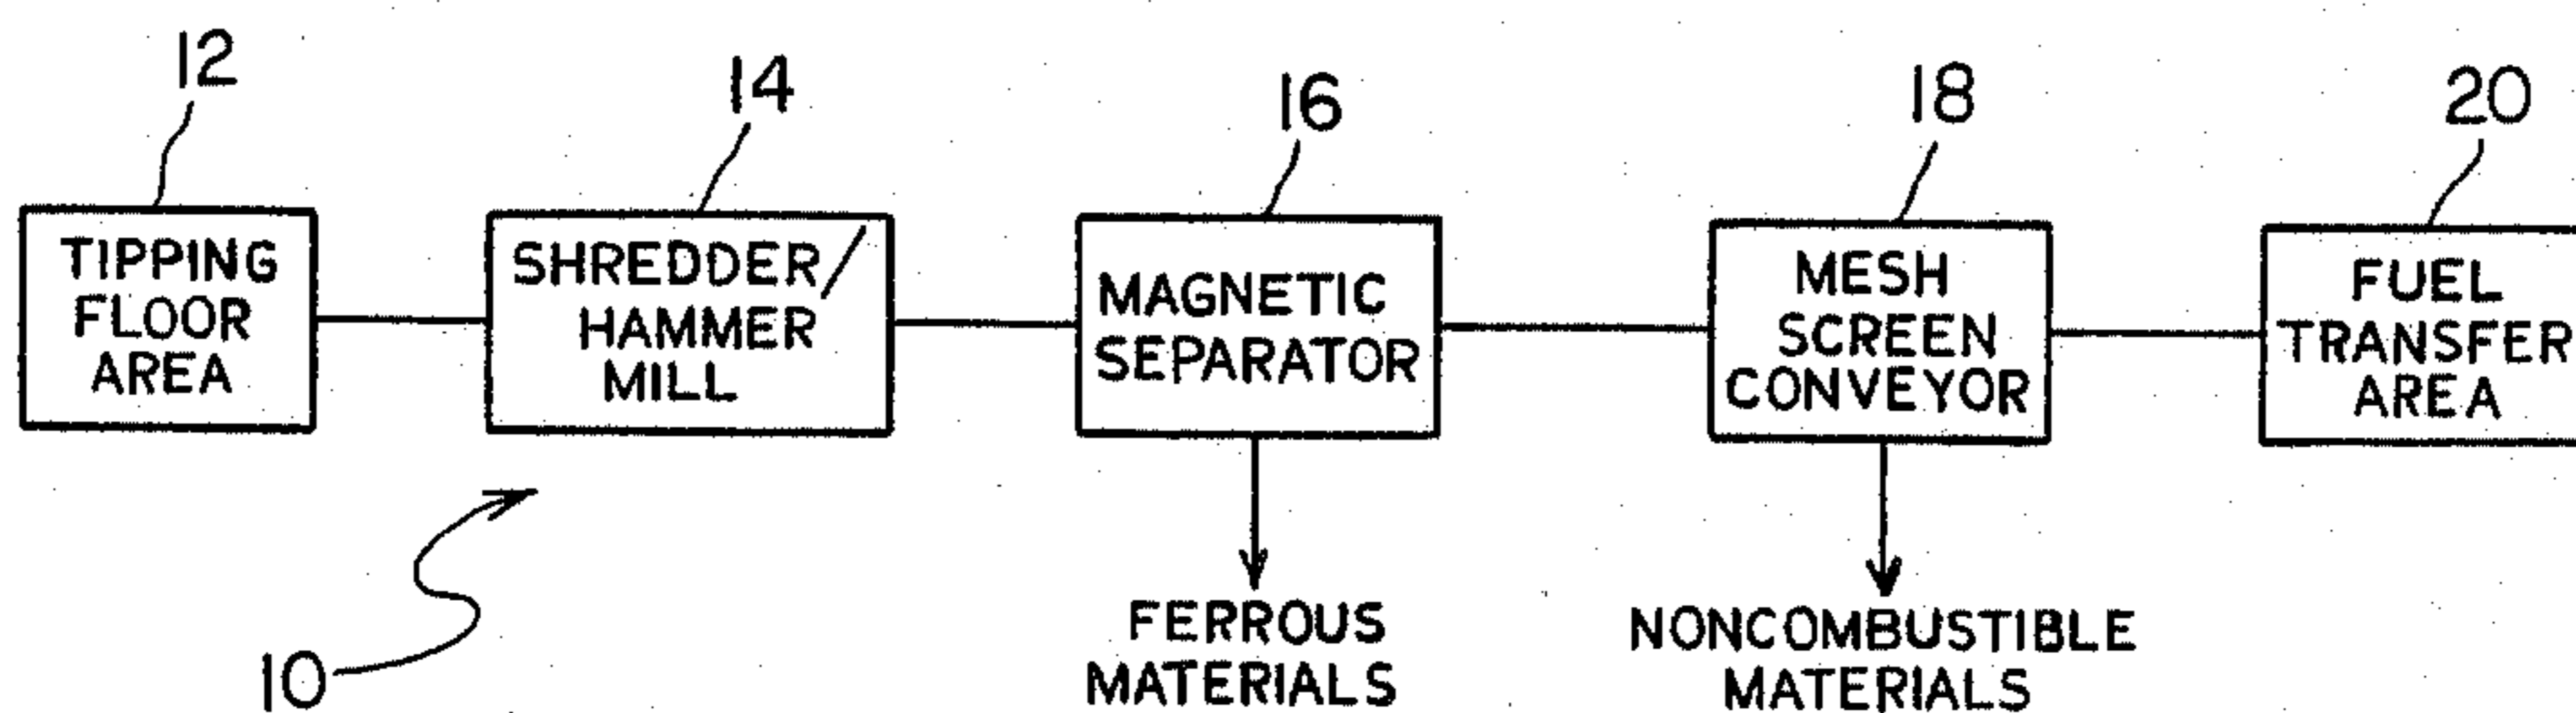 12
14
16
18
20
TIPPING
FLOOR
AREA
SHREDDER/
HAMMER
MILL
MAGNETIC
SEPARATOR
MESH
SCREEN
CONVEYOR
FUEL
TRANSFER
AREA
10
FERROUS
MATERIALS
NONCOMBUSTIBLE
MATERIALS